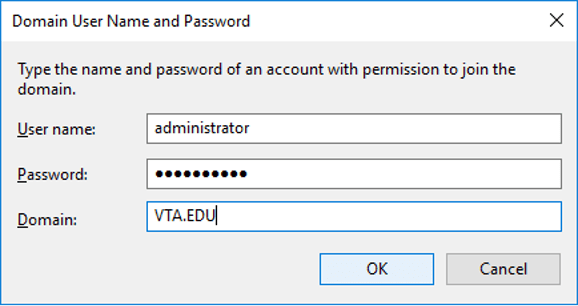 Domain User Name and Password
Type the name and password of an account with permission to join the
domain.
User name: administrator
Password: ●●●●●●●●●●
Domain: VTA.EDU
OK Cancel